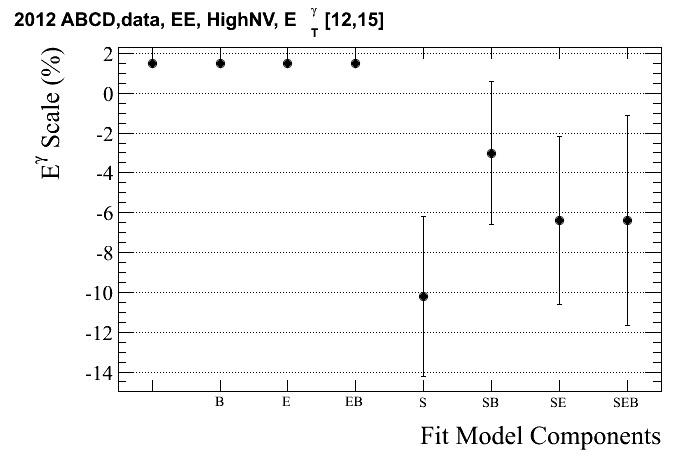 2012 ABCD,data, EE, HighNV, E γ T [12,15]
E γ Scale (%)
2
0
-2
-4
-6
-8
-10
-12
-14
B E EB S SB SE SEB
Fit Model Components